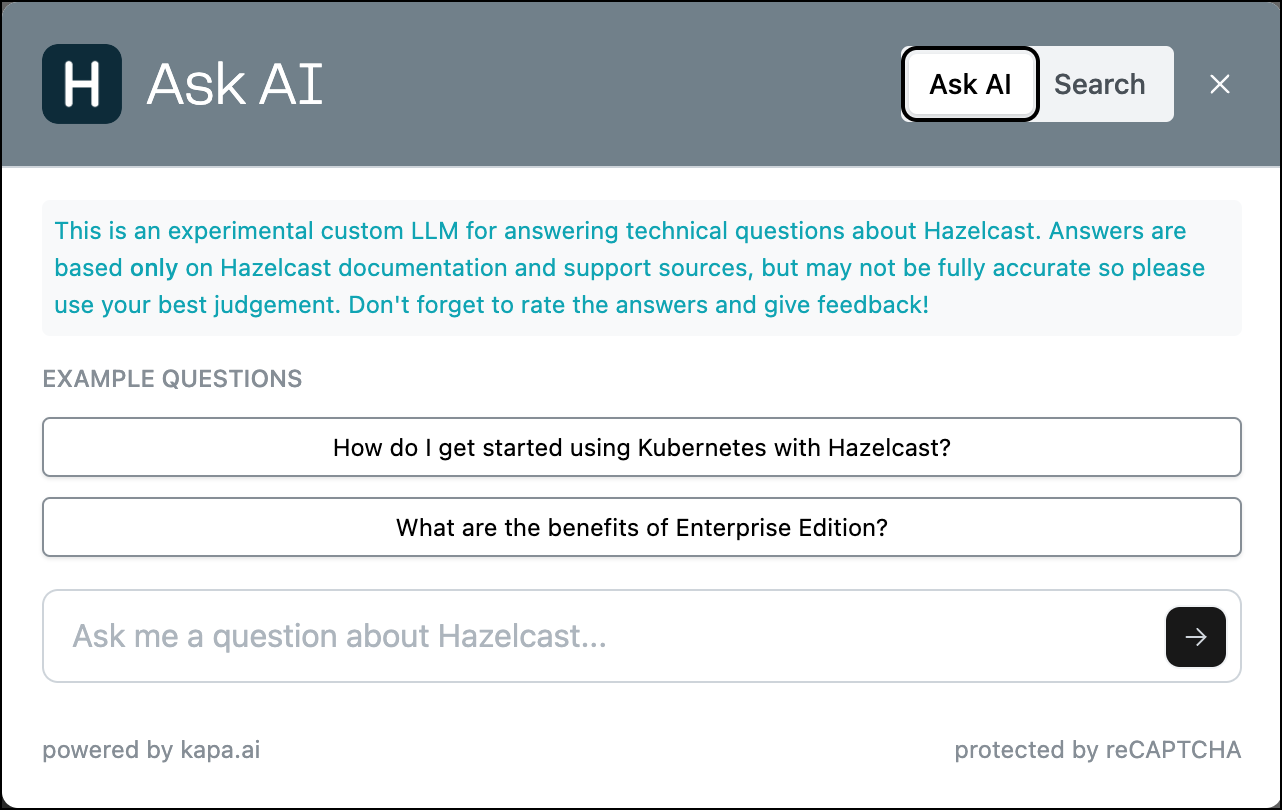 H Ask AI
Ask AI Search
This is an experimental custom LLM for answering technical questions about Hazelcast. Answers are
based only on Hazelcast documentation and support sources, but may not be fully accurate so please
use your best judgement. Don't forget to rate the answers and give feedback!
EXAMPLE QUESTIONS
How do I get started using Kubernetes with Hazelcast?
What are the benefits of Enterprise Edition?
Ask me a question about Hazelcast...
powered by kapa.ai
protected by reCAPTCHA